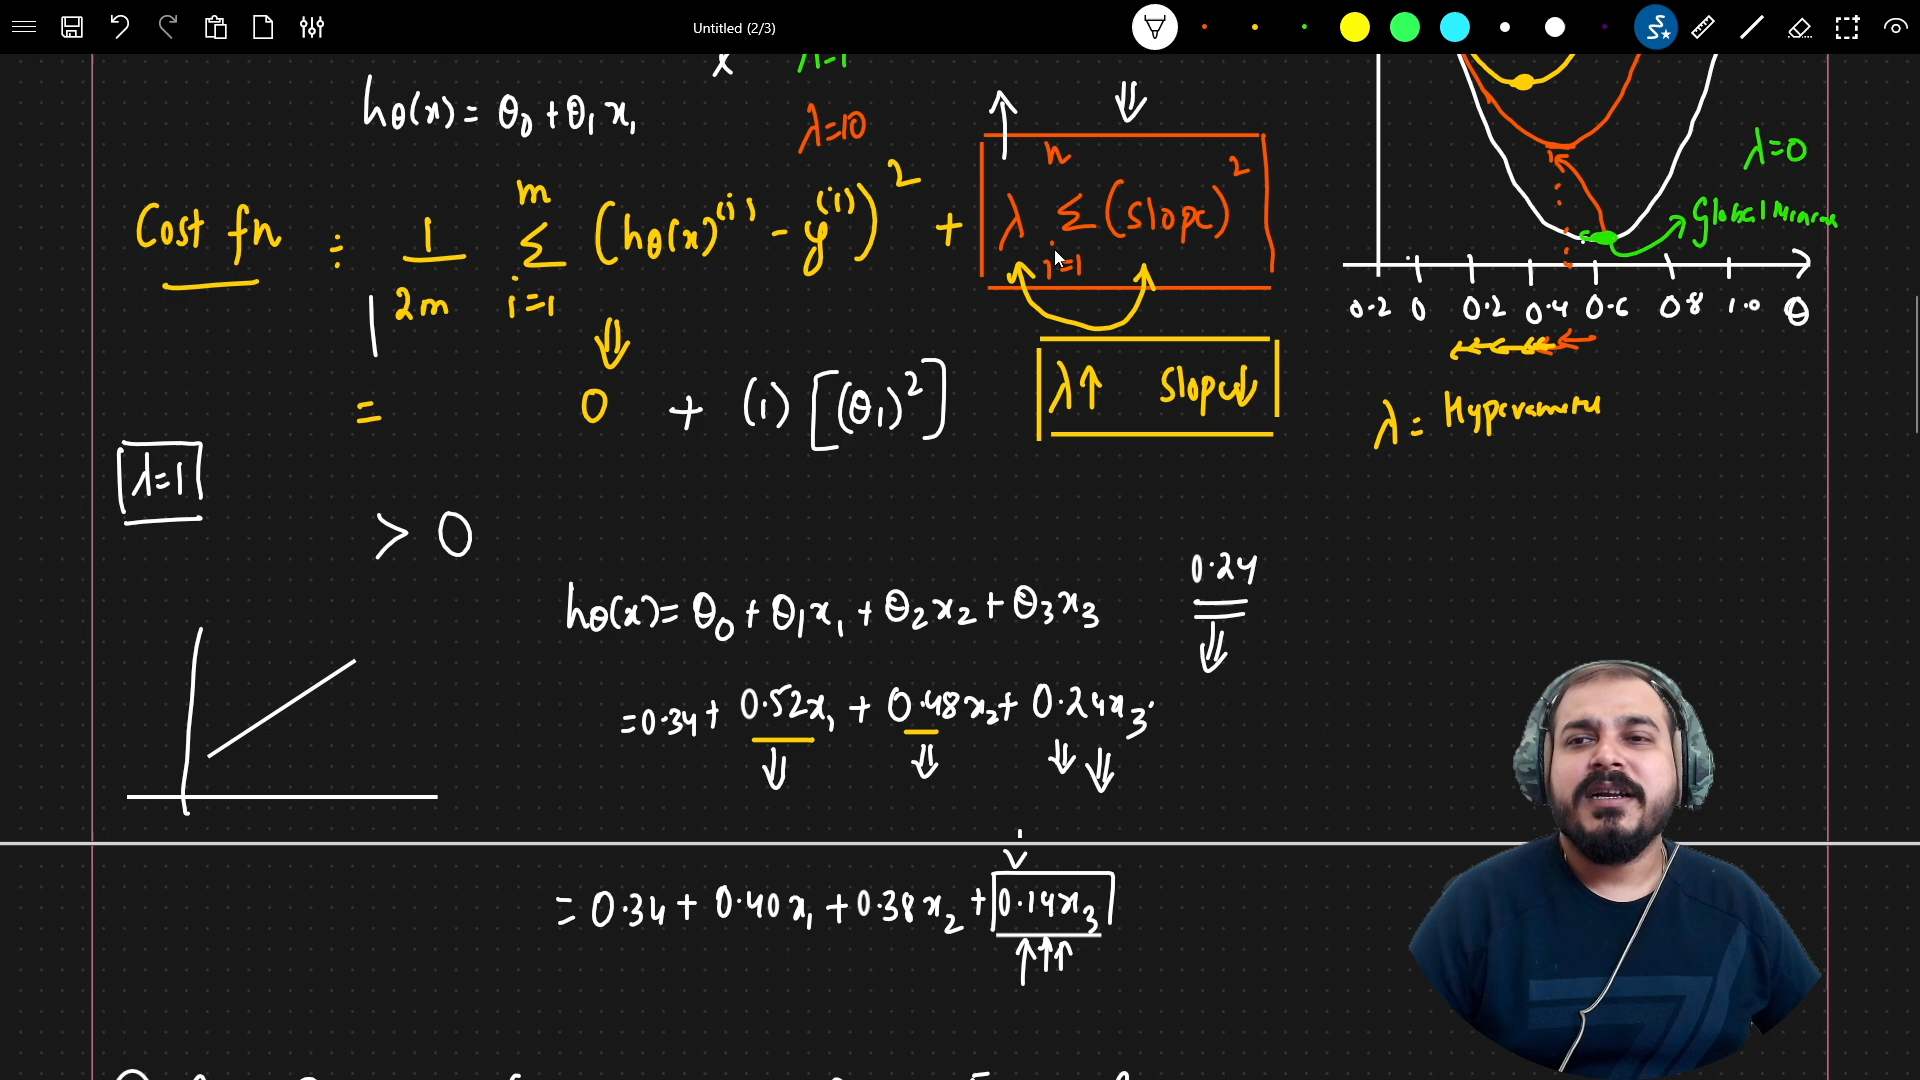 Untitled (2/3)
λ=1
hθ(x) = θ0 + θ1 x1
λ=10
Cost fn = 1/2m Σ i=1 m (hθ(x)^(i) - y^(i))^2 + λ Σ i=1 n (slope)^2
= 0 + (1) [(θ1)^2]
λ↑ Slope↓
λ=1
> 0
hθ(x) = θ0 + θ1x1 + θ2x2 + θ3x3
0.24
= 0.34 + 0.52x1 + 0.48x2 + 0.24x3
= 0.34 + 0.40x1 + 0.38x2 + 0.14x3
λ=0
Global
0.2 0 0.2 0.4 0.6 0.8 1.0 θ
λ =